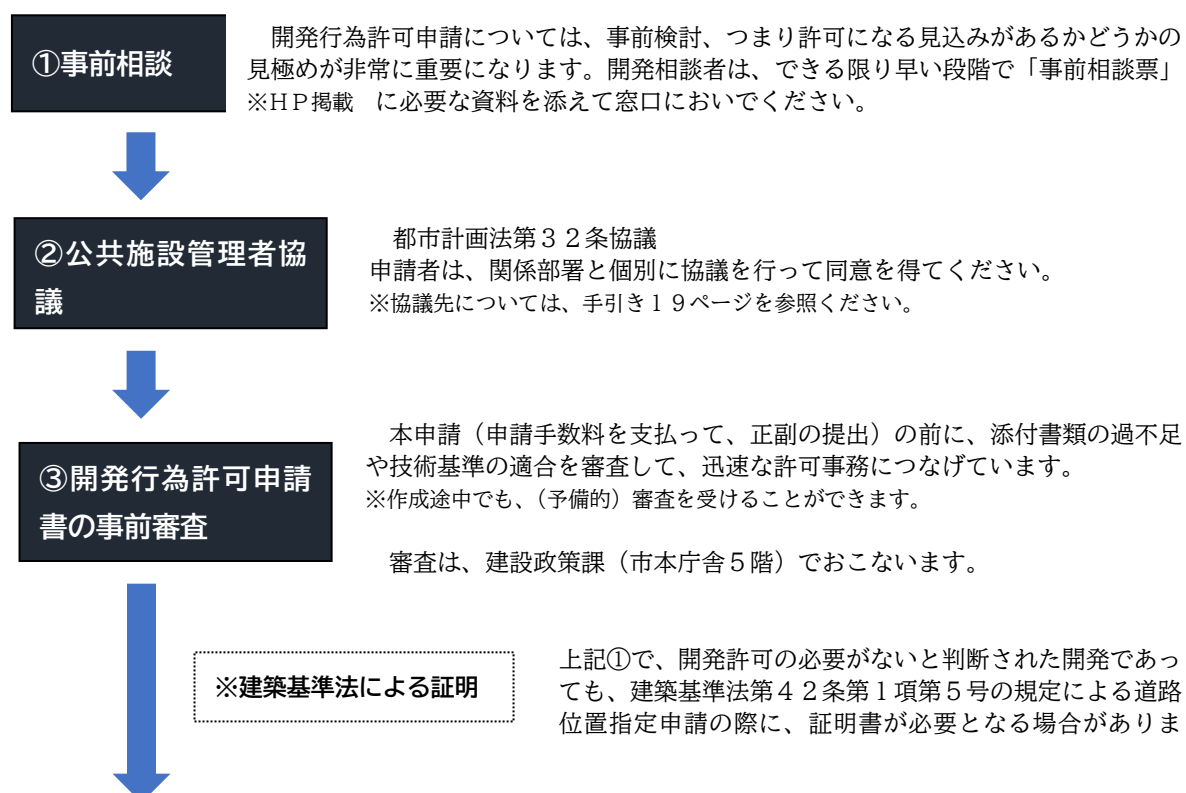 ①事前相談
開発行為許可申請については、事前検討、つまり許可になる見込みがあるかどうかの
見極めが非常に重要になります。開発相談者は、できる限り早い段階で「事前相談票」
※HP掲載　に必要な資料を添えて窓口においでください。
②公共施設管理者協
議
都市計画法第３２条協議
申請者は、関係部署と個別に協議を行って同意を得てください。
※協議先については、手引き１９ページを参照ください。
③開発行為許可申請
書の事前審査
本申請（申請手数料を支払って、正副の提出）の前に、添付書類の過不足
や技術基準の適合を審査して、迅速な許可事務につなげています。
※作成途中でも、（予備的）審査を受けることができます。
審査は、建設政策課（市本庁舎５階）でおこないます。
※建築基準法による証明
上記①で、開発許可の必要がないと判断された開発であっ
ても、建築基準法第４２条第１項第５号の規定による道路
位置指定申請の際に、証明書が必要となる場合がありま